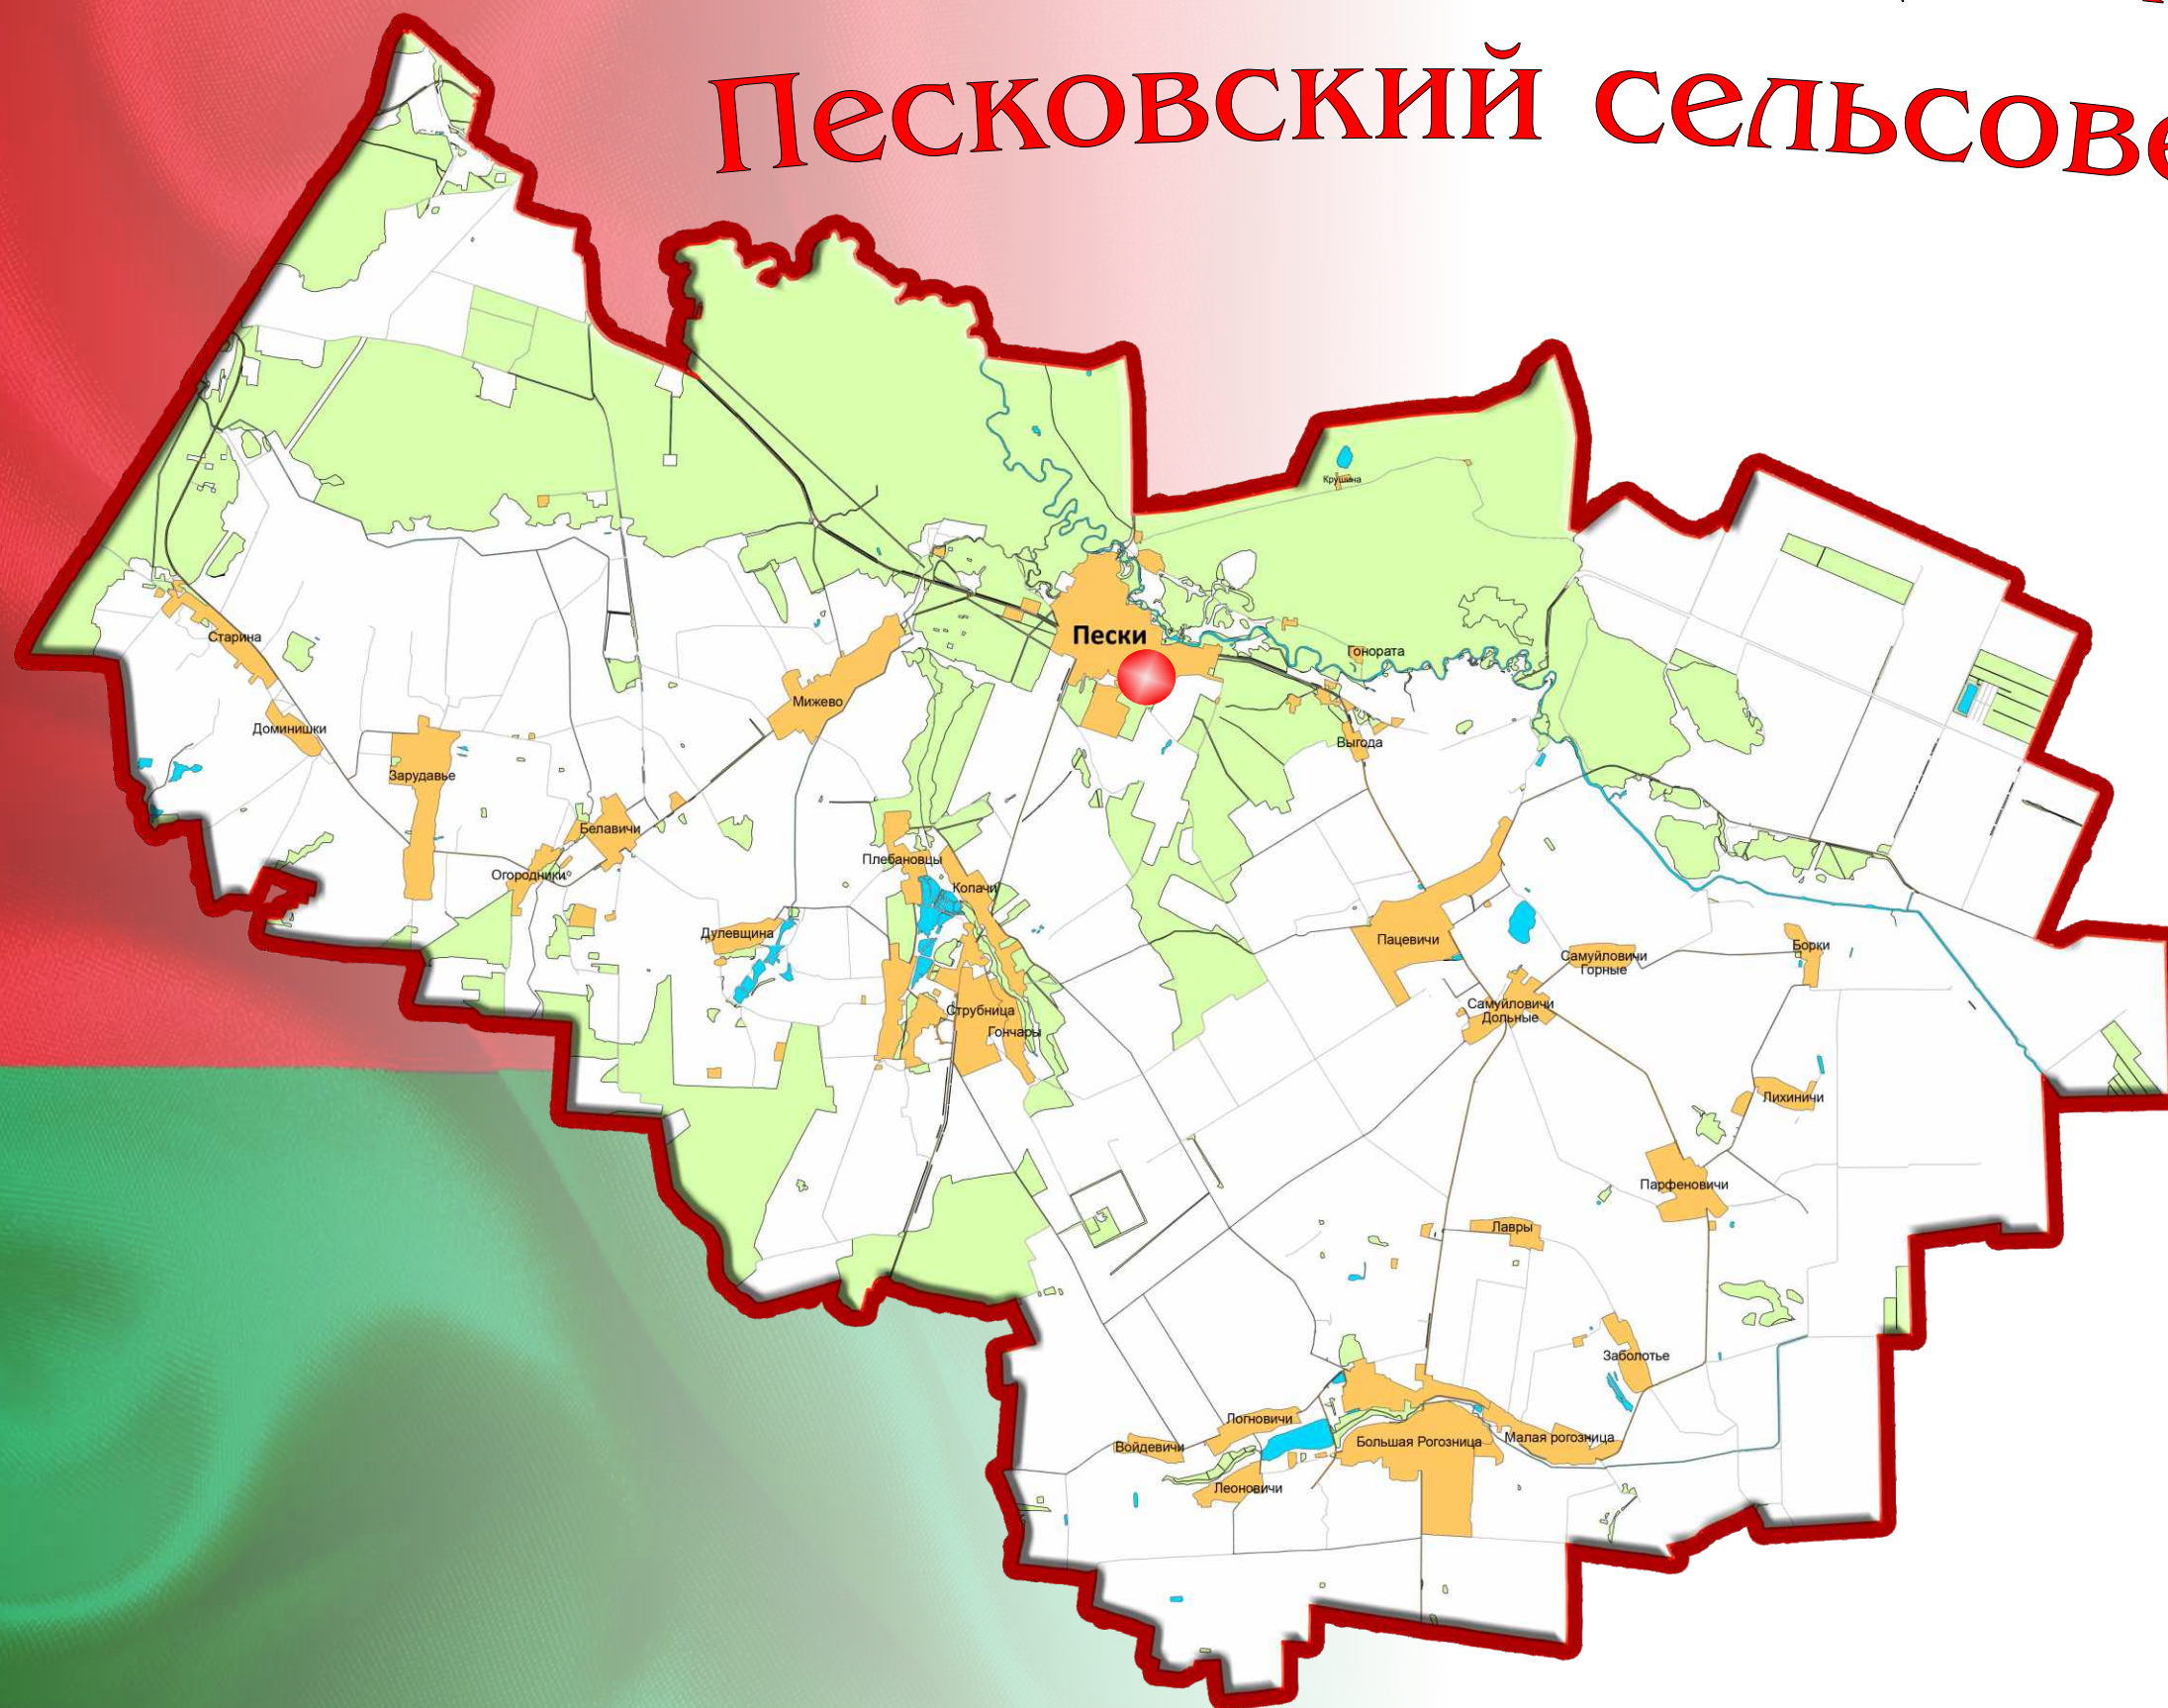 Песковский сельсове
Крушина
Пески
Старина
Гонората
Мижево
Доминишки
Выгода
Зарудавье
Белавичи
Плебановцы
Огородники
Копачи
Дулевщина
Пацевичи
Борки
Самуйловичи
Горные
Самуйловичи
Дольные
Струбница
Гончары
Лихиничи
Парфеновичи
Лавры
Заболотье
Логновичи
Войдевичи
Большая Рогозница
Малая рогозница
Леоновичи